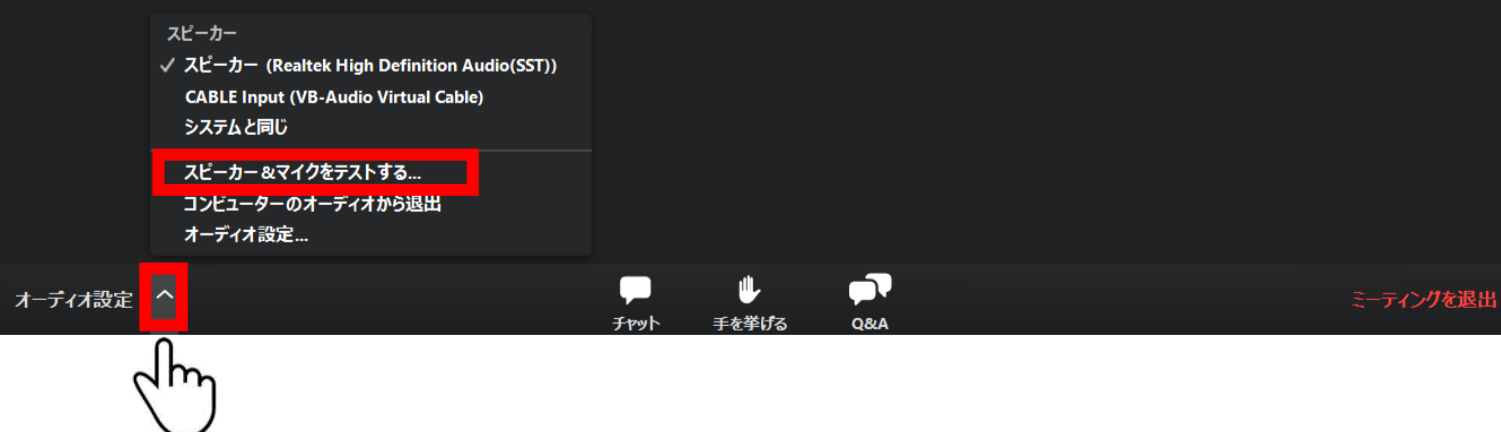 スピーカー
スピーカー (Realtek High Definition Audio(SST))
CABLE Input (VB-Audio Virtual Cable)
システムと同じ
スピーカー&マイクをテストする...
コンピューターのオーディオから退出
オーディオ設定...
オーディオ設定
チャット
手を挙げる
Q&A
ミーティングを退出